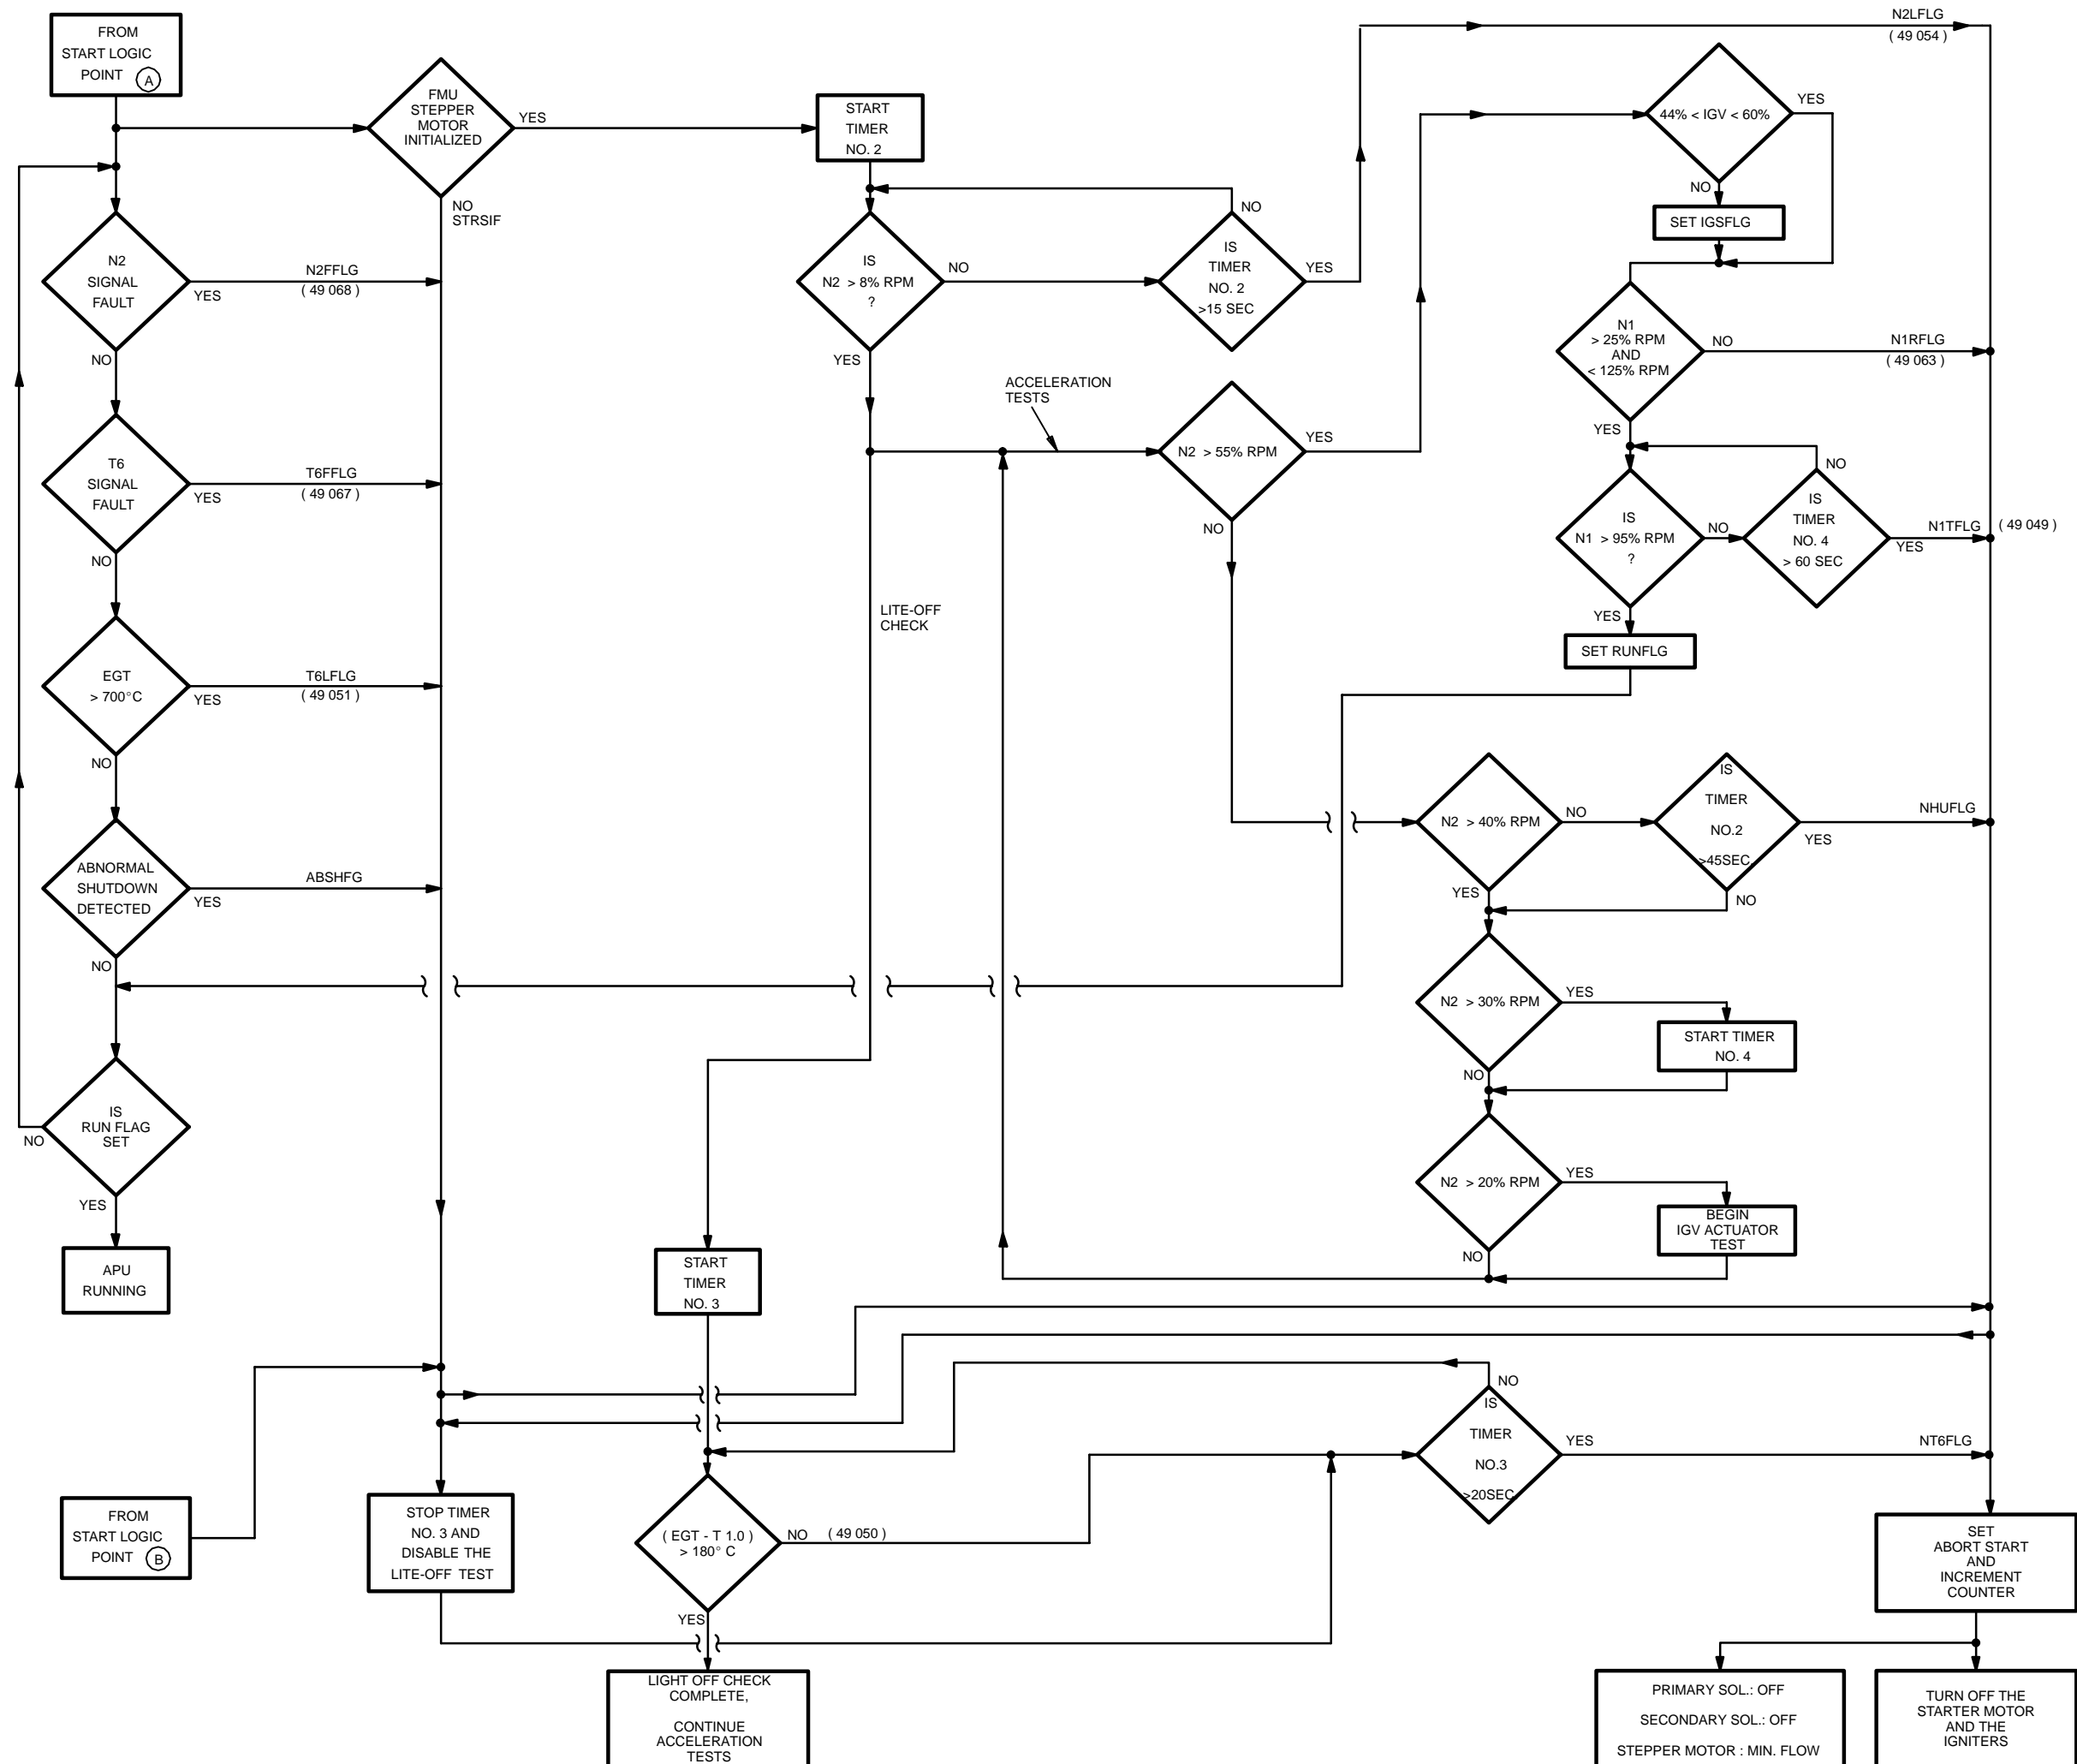 FROM
START LOGIC
POINT A
FMU
STEPPER
MOTOR
INITIALIZED
YES
NO
STRSIF
START
TIMER
NO. 2
N2LFLG
( 49 054 )
44% < IGV < 60%
YES
NO
SET IGSFLG
N2
SIGNAL
FAULT
YES
N2FFLG
( 49 068 )
NO
IS
N2 > 8% RPM
?
NO
YES
IS
TIMER
NO. 2
>15 SEC
NO
YES
N1
> 25% RPM
AND
< 125% RPM
NO
N1RFLG
( 49 063 )
YES
ACCELERATION
TESTS
N2 > 55% RPM
YES
NO
T6
SIGNAL
FAULT
YES
T6FFLG
( 49 067 )
NO
IS
N1 > 95% RPM
?
NO
YES
IS
TIMER
NO. 4
> 60 SEC
NO
YES
N1TFLG
( 49 049 )
SET RUNFLG
LITE-OFF
CHECK
EGT
> 700°C
YES
T6LFLG
( 49 051 )
NO
N2 > 40% RPM
NO
YES
IS
TIMER
NO.2
>45SEC.
YES
NO
NHUFLG
ABNORMAL
SHUTDOWN
DETECTED
YES
ABSHFG
NO
N2 > 30% RPM
YES
NO
START TIMER
NO. 4
IS
RUN FLAG
SET
NO
YES
N2 > 20% RPM
YES
NO
BEGIN
IGV ACTUATOR
TEST
APU
RUNNING
START
TIMER
NO. 3
IS
TIMER
NO.3
>20SEC
NO
YES
NT6FLG
FROM
START LOGIC
POINT B
STOP TIMER
NO. 3 AND
DISABLE THE
LITE-OFF TEST
( EGT - T 1.0 )
> 180° C
NO
( 49 050 )
YES
SET
ABORT START
AND
INCREMENT
COUNTER
LIGHT OFF CHECK
COMPLETE,
CONTINUE
ACCELERATION
TESTS
PRIMARY SOL.: OFF
SECONDARY SOL.: OFF
STEPPER MOTOR : MIN. FLOW
TURN OFF THE
STARTER MOTOR
AND THE
IGNITERS